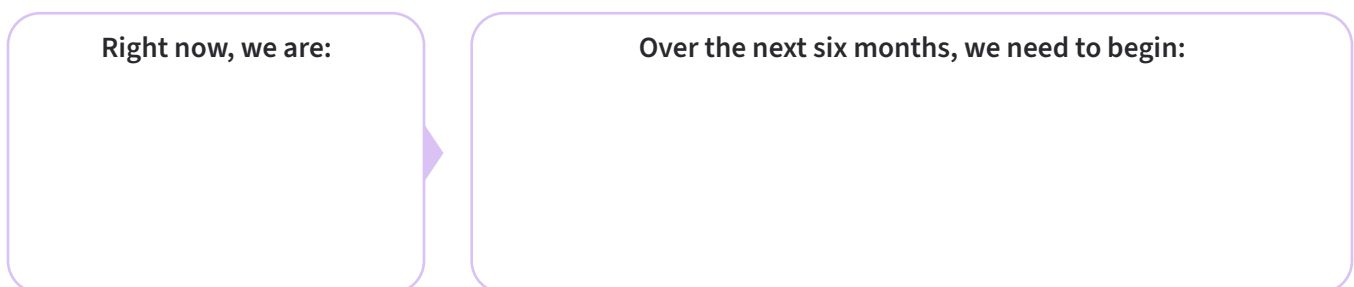 Right now, we are:
Over the next six months, we need to begin: